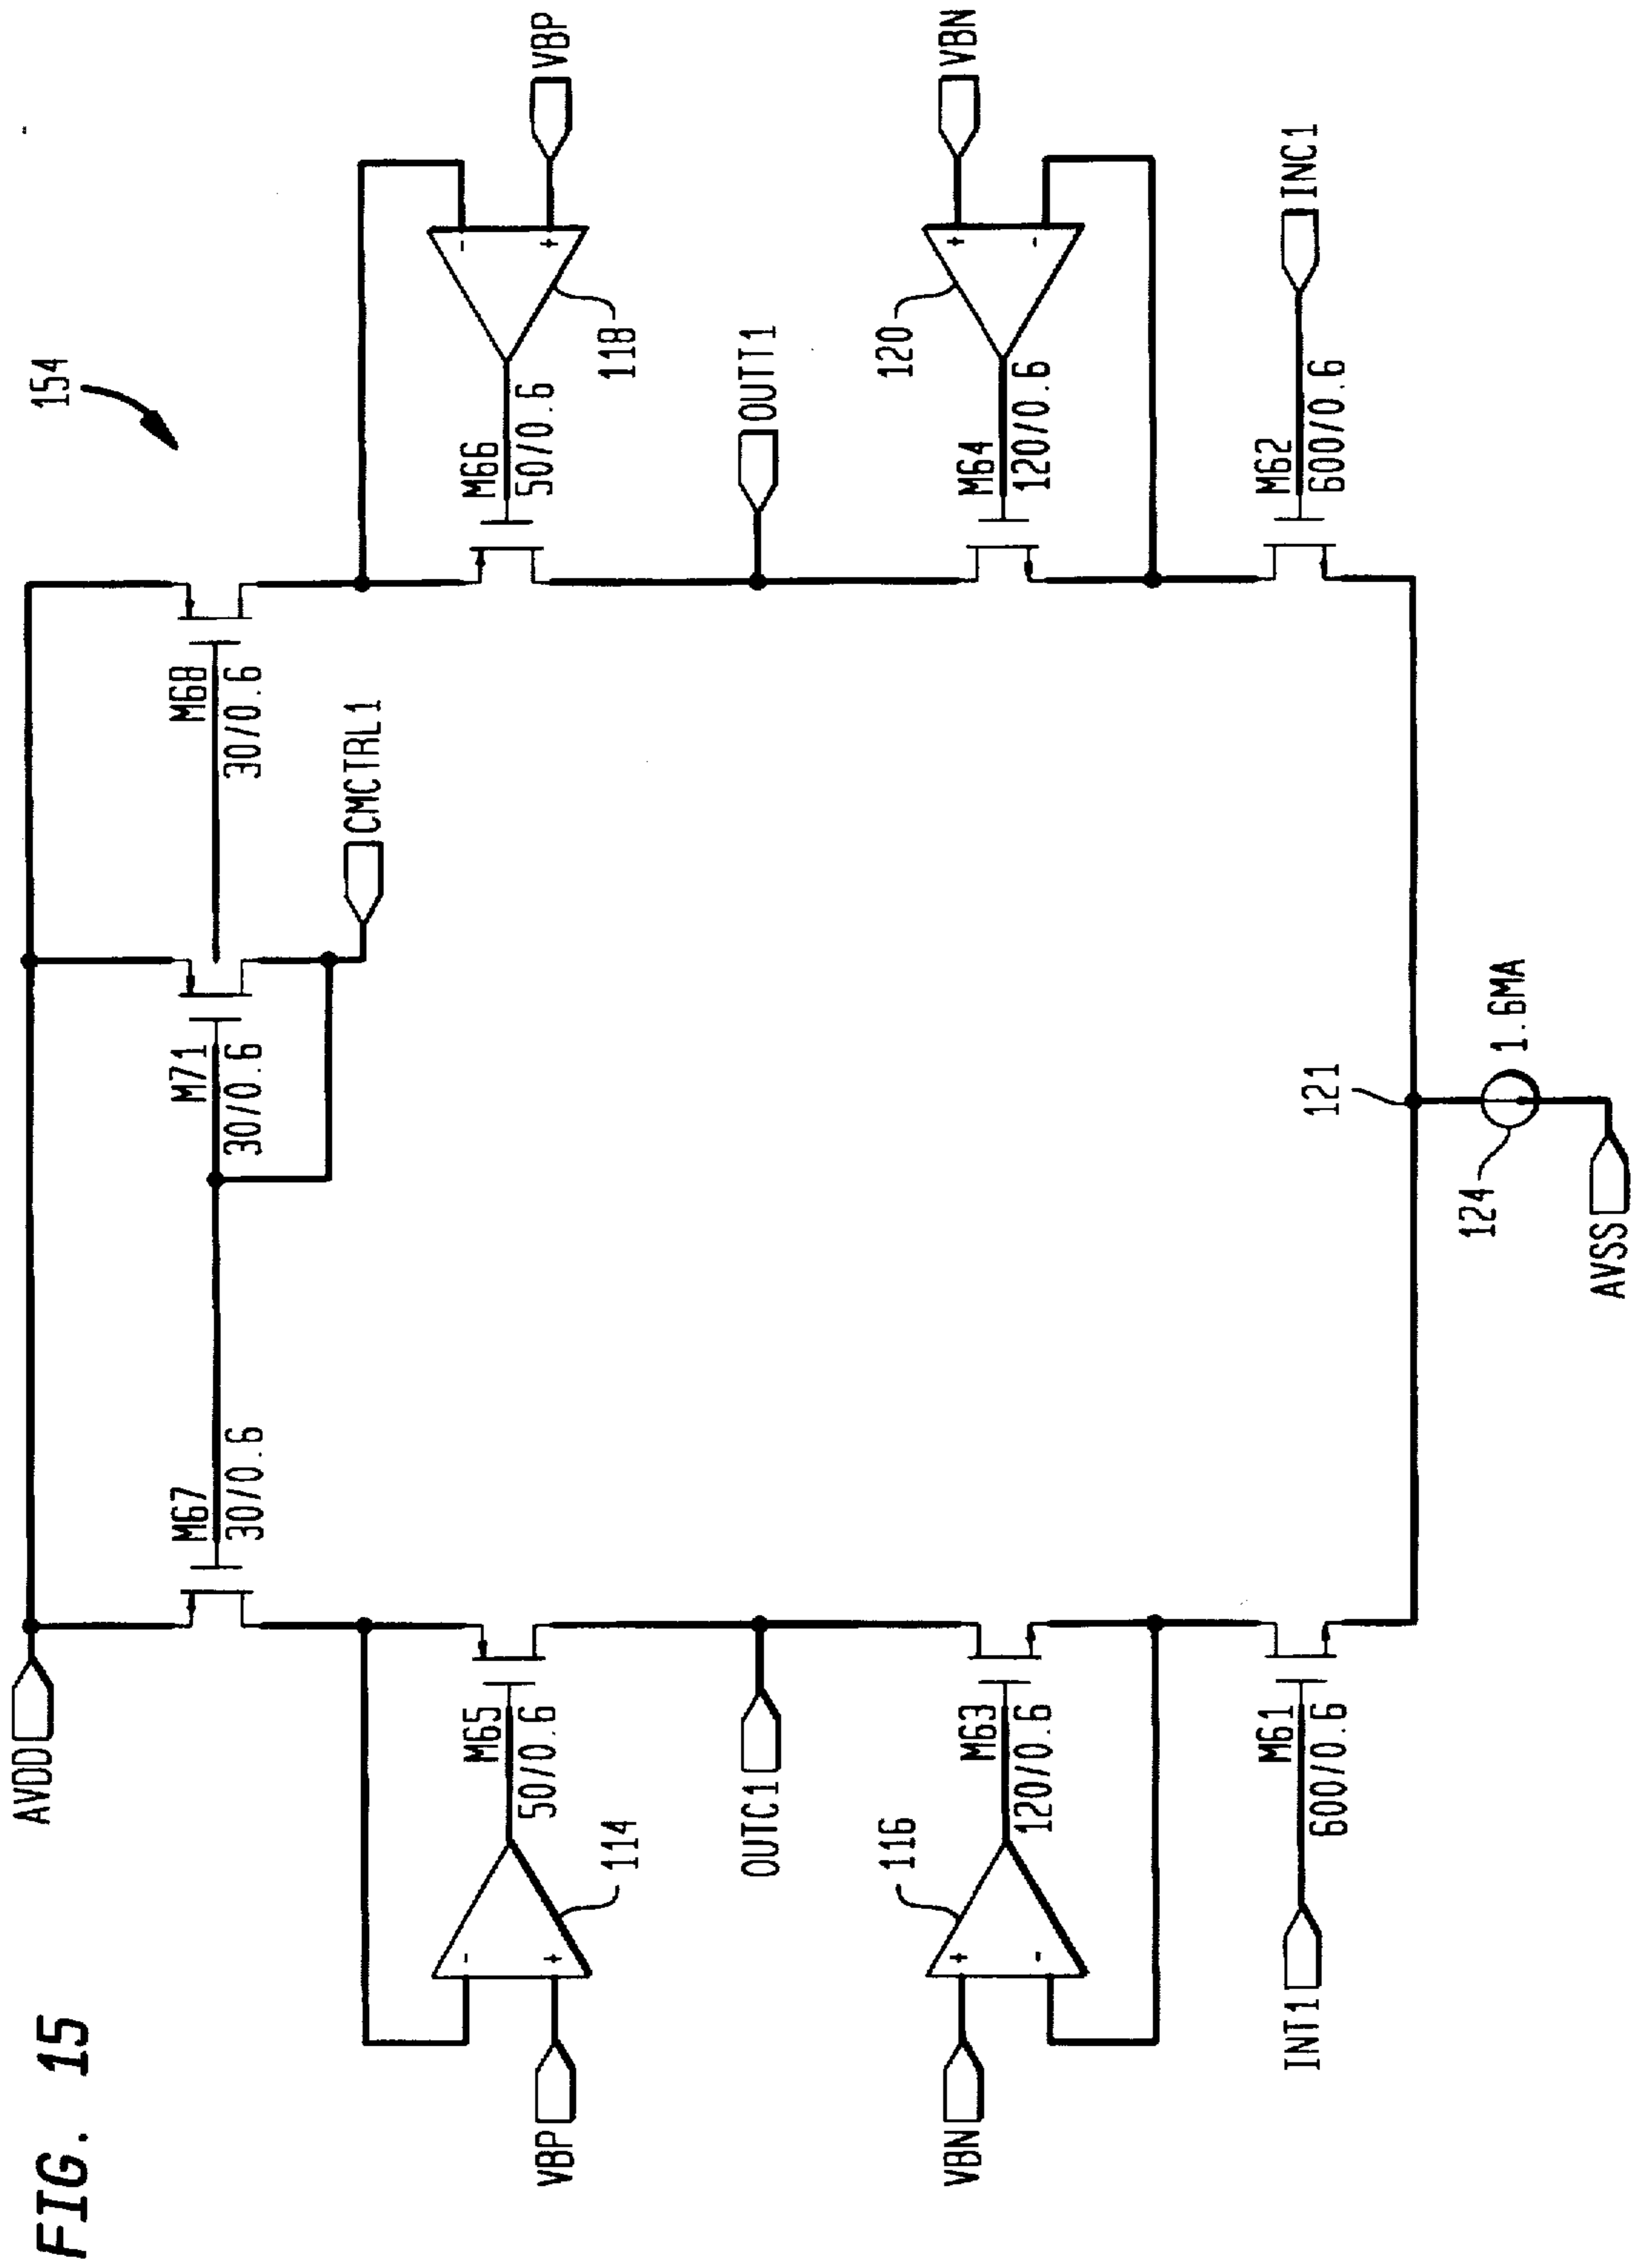 FIG. 15
154
AVDD
M67
30/0.6
M71
30/0.6
M68
30/0.6
CMCTRL1
VBP
114
M65
50/0.6
M66
50/0.6
118
VBP
OUTC1
OUTT1
VBN
116
M63
120/0.6
M64
120/0.6
120
VBN
INT1
M61
600/0.6
M62
600/0.6
INC1
121
124
1.6MA
AVSS
- +
+ -
- +
+ -